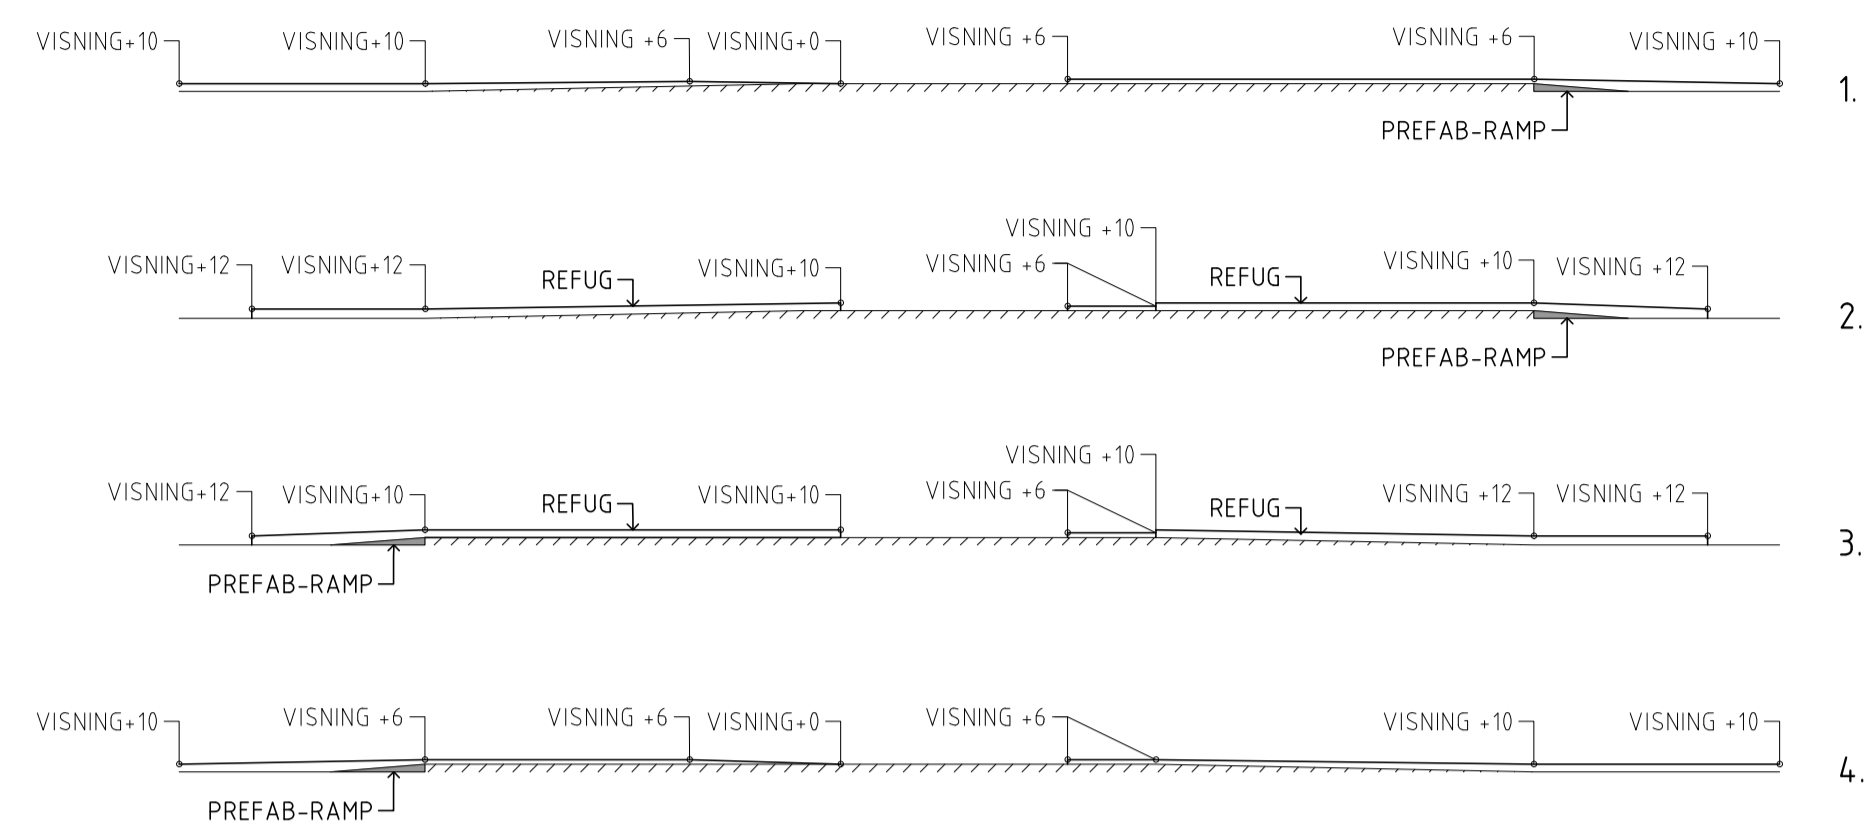 VISNING+10
VISNING+10
VISNING +6
VISNING+0
VISNING +6
VISNING +6
VISNING +10
1.
PREFAB-RAMP
VISNING +10
VISNING+12
VISNING+12
REFUG
VISNING+10
VISNING +6
REFUG
VISNING +10
VISNING +12
2.
PREFAB-RAMP
VISNING +10
VISNING+12
VISNING+10
REFUG
VISNING+10
VISNING +6
REFUG
VISNING +12
VISNING +12
3.
PREFAB-RAMP
VISNING+10
VISNING +6
VISNING +6
VISNING+0
VISNING +6
VISNING +10
VISNING +10
4.
PREFAB-RAMP